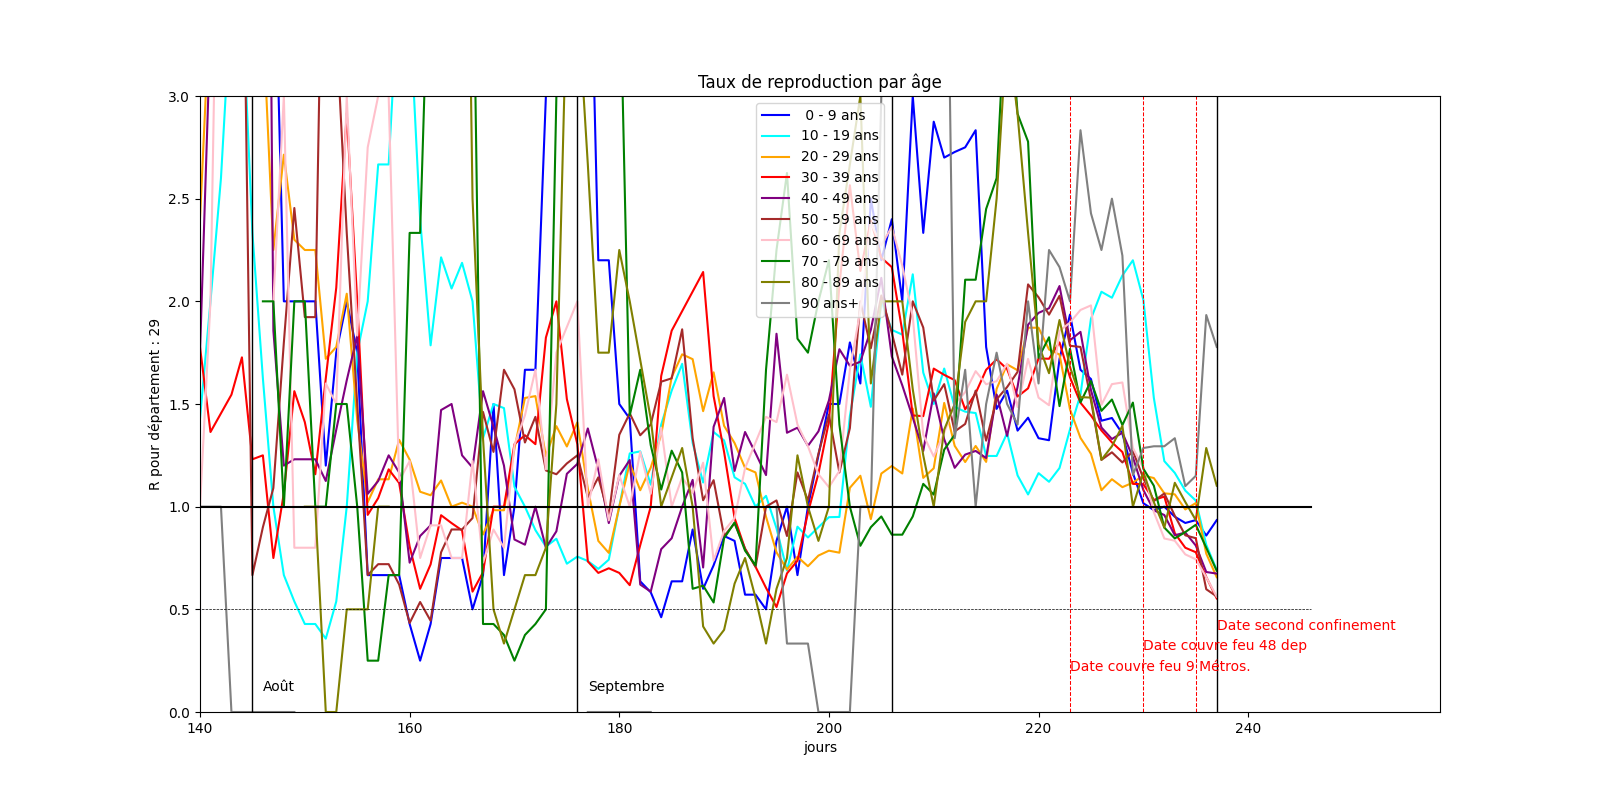 Taux de reproduction par âge
R pour département : 29
3.0
2.5
2.0
1.5
1.0
0.5
0.0
0 - 9 ans
10 - 19 ans
20 - 29 ans
30 - 39 ans
40 - 49 ans
50 - 59 ans
60 - 69 ans
70 - 79 ans
80 - 89 ans
90 ans+
Date second confinement
Date couvre feu 48 dep
Date couvre feu 9 Métros.
Août
Septembre
140
160
180
200
220
240
jours